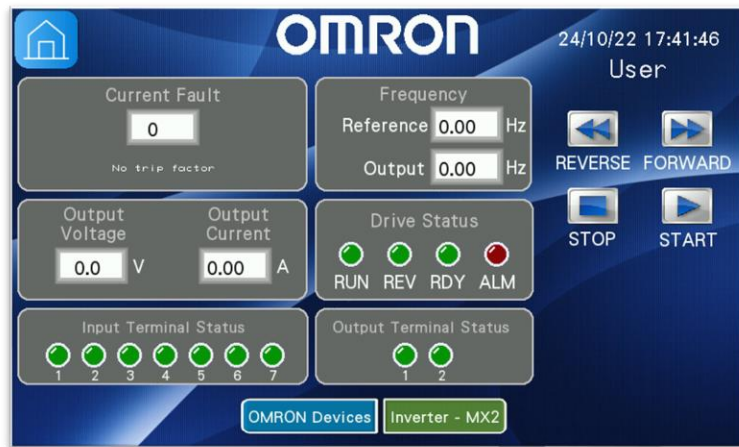 OMRON
24/10/22 17:41:46
User
Current Fault
0
No trip factor
Frequency
Reference 0.00 Hz
Output 0.00 Hz
REVERSE FORWARD
STOP START
Output Voltage
0.0 V
Output Current
0.00 A
Drive Status
RUN REV RDY ALM
Input Terminal Status
1 2 3 4 5 6 7
Output Terminal Status
1 2
OMRON Devices
Inverter - MX2